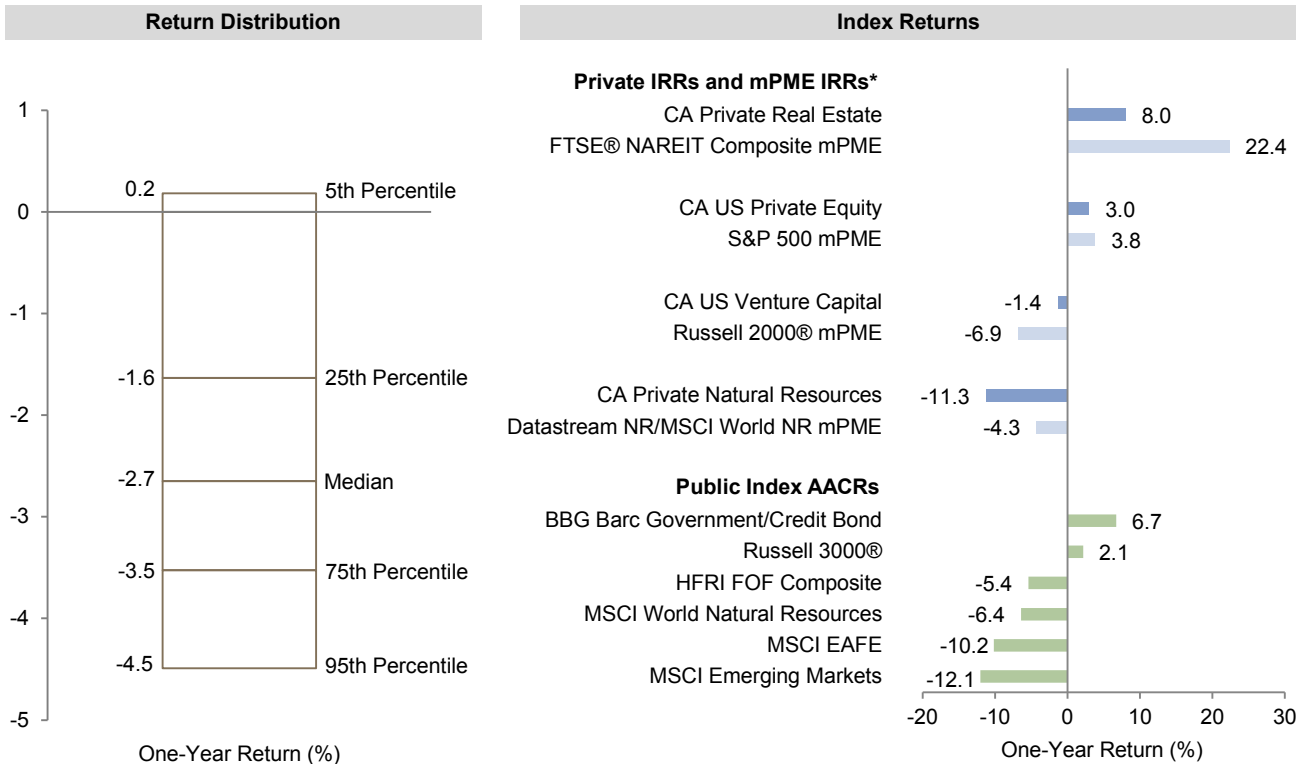 Return Distribution
1
0
-1
-2
-3
-4
-5
0.2 5th Percentile
-1.6 25th Percentile
-2.7 Median
-3.5 75th Percentile
-4.5 95th Percentile
One-Year Return (%)
Index Returns
Private IRRs and mPME IRRs*
CA Private Real Estate 8.0
FTSE® NAREIT Composite mPME 22.4
CA US Private Equity 3.0
S&P 500 mPME 3.8
CA US Venture Capital -1.4
Russell 2000® mPME -6.9
CA Private Natural Resources -11.3
Datastream NR/MSCI World NR mPME -4.3
Public Index AACRs
BBG Barc Government/Credit Bond 6.7
Russell 3000® 2.1
HFRI FOF Composite -5.4
MSCI World Natural Resources -6.4
MSCI EAFE -10.2
MSCI Emerging Markets -12.1
-20 -10 0 10 20 30
One-Year Return (%)